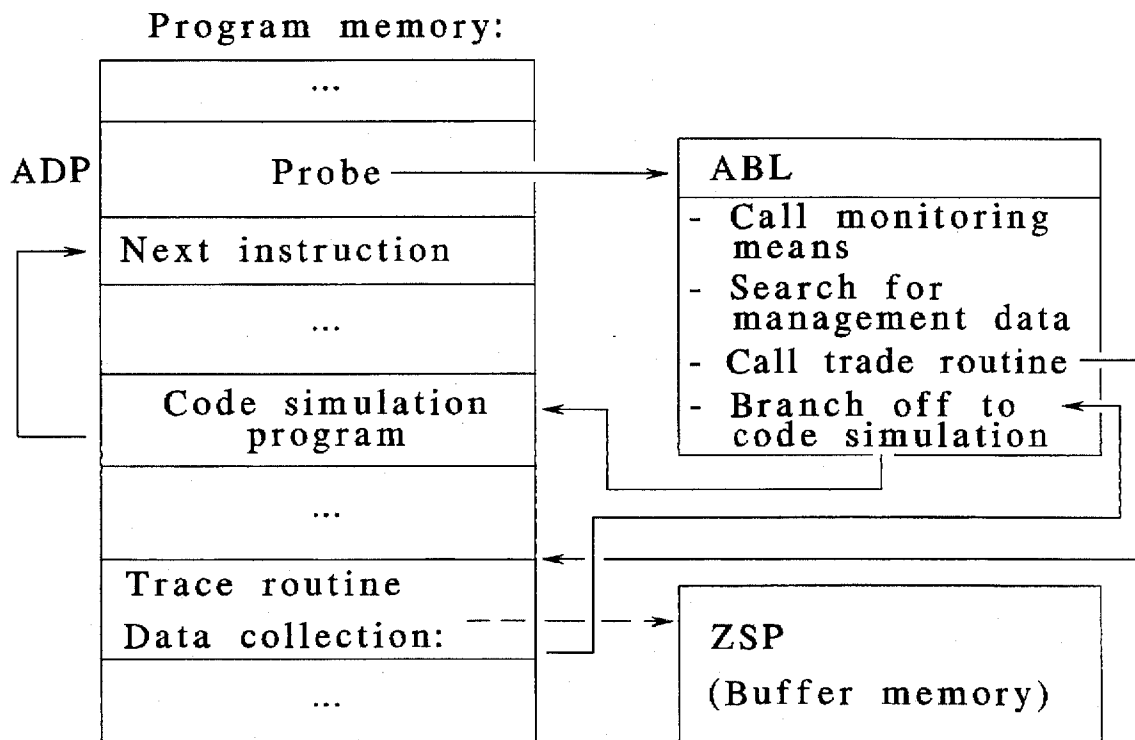 Program memory:
...
ADP
Probe
Next instruction
...
Code simulation
program
...
Trace routine
Data collection:
...
ABL
- Call monitoring
means
- Search for
management data
- Call trade routine
- Branch off to
code simulation
ZSP
(Buffer memory)